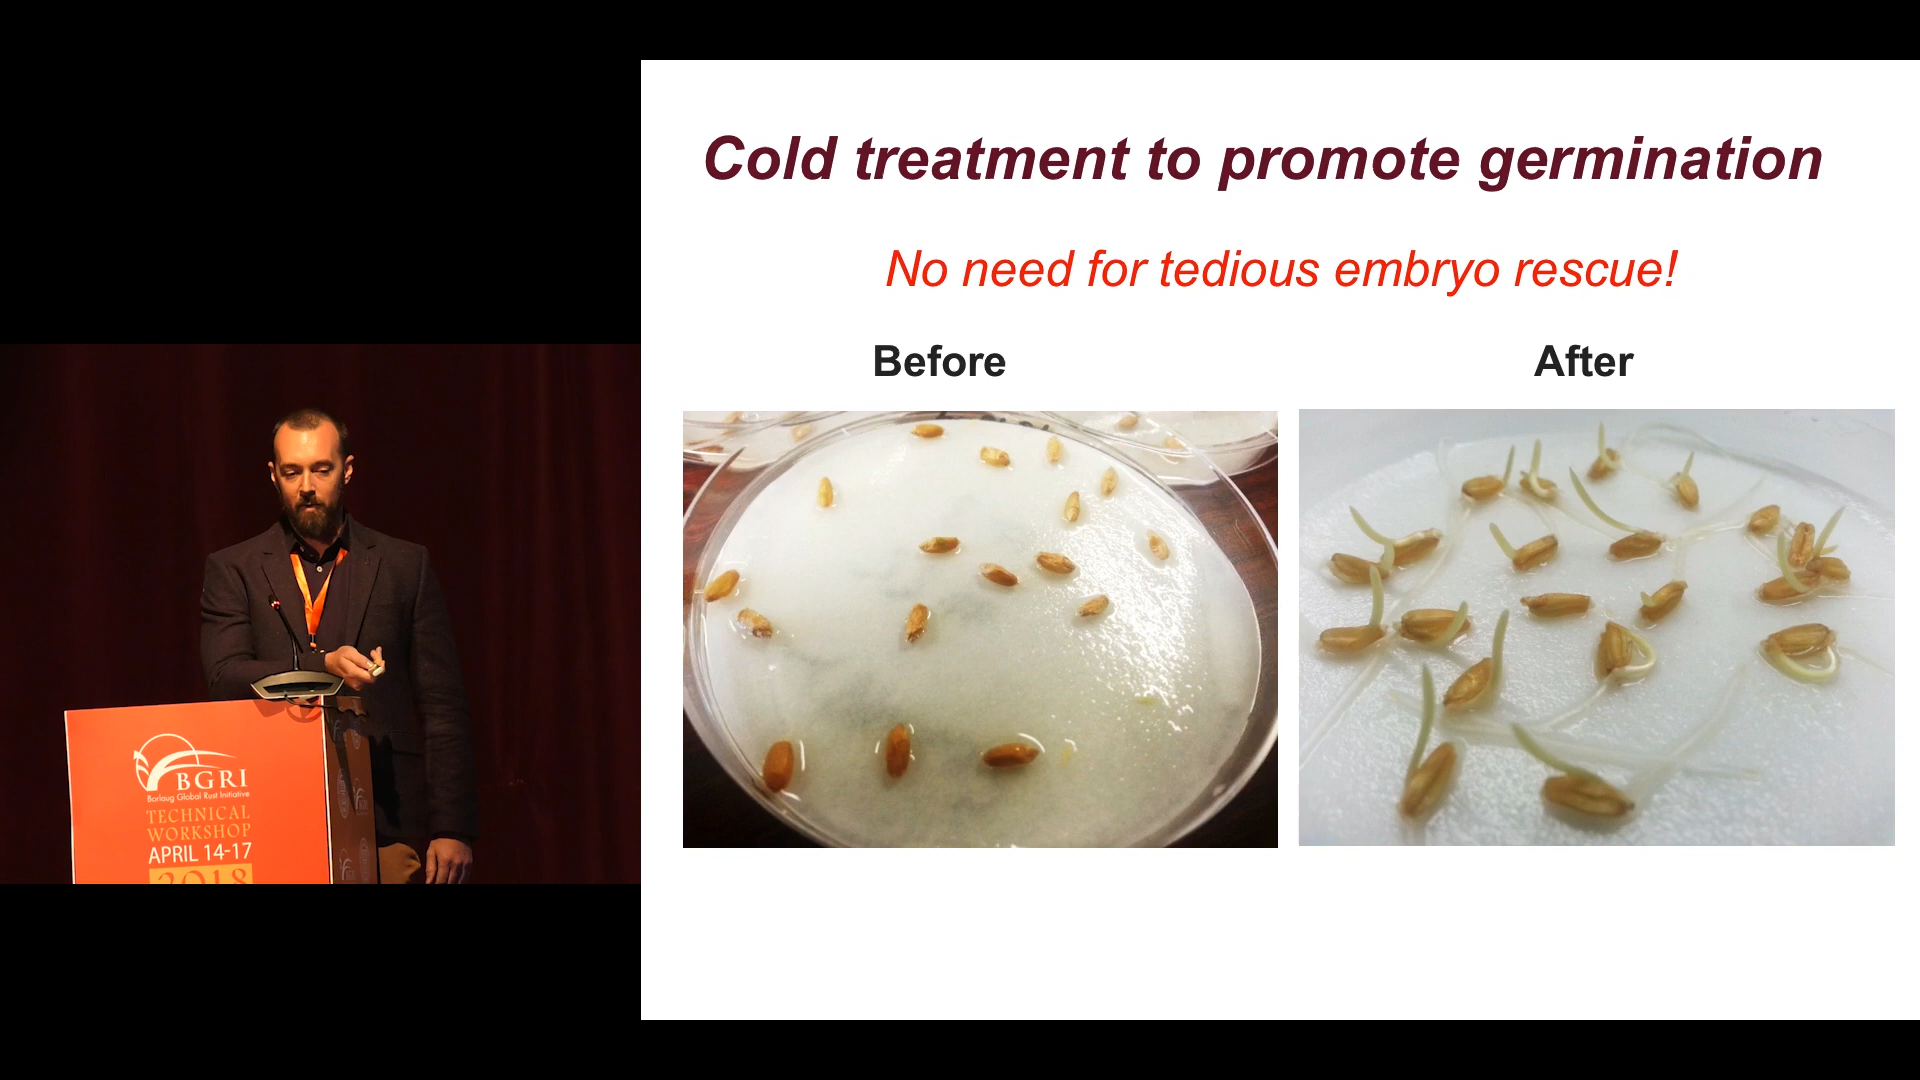 Cold treatment to promote germination
No need for tedious embryo rescue!
Before
After
BGRI
Borlaug Global Rust Initiative
TECHNICAL
WORKSHOP
APRIL 14-17
2018